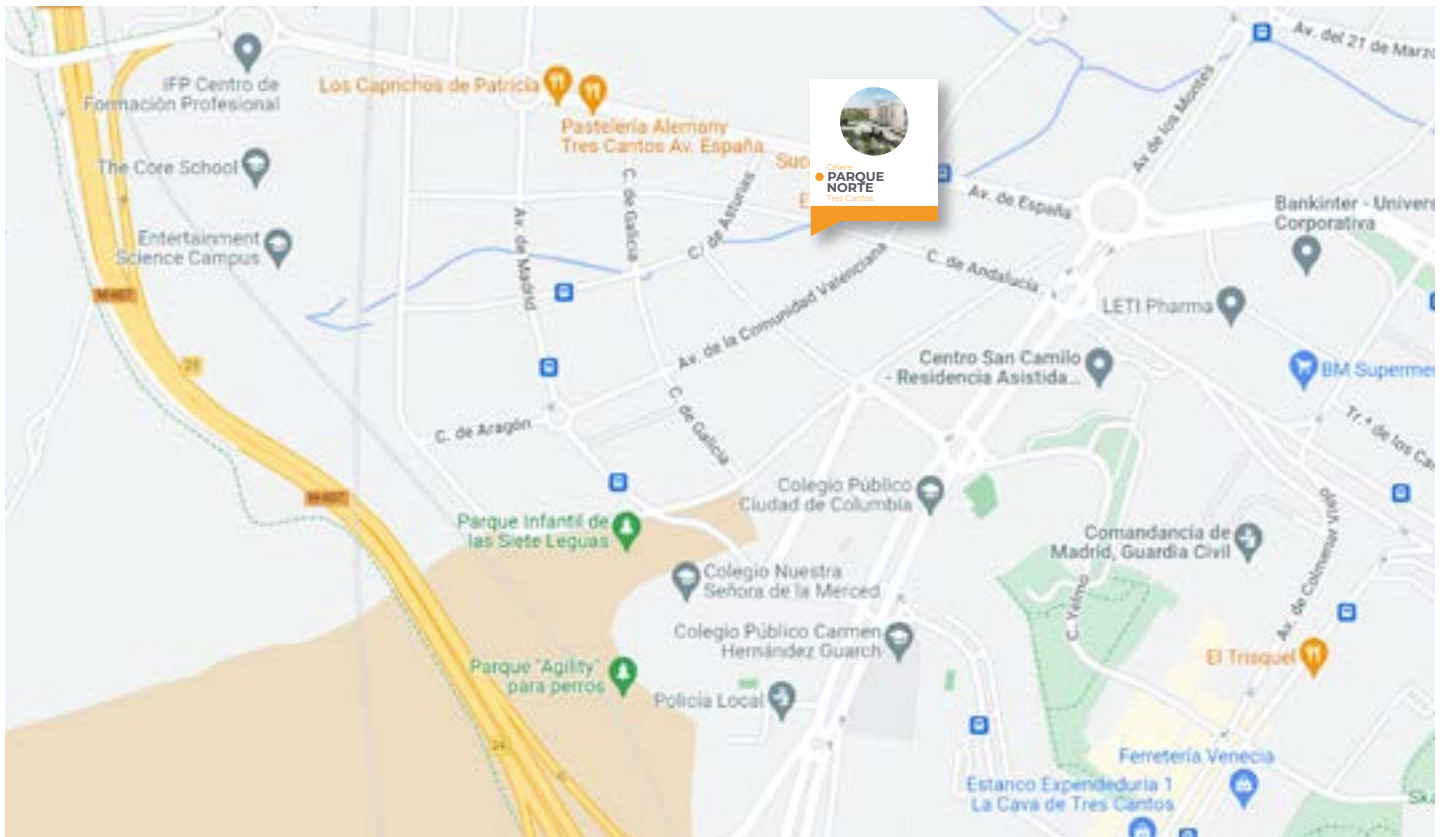 Av. del 21 de Marzo
IFP Centro de
Formación Profesional
Los Caprichos de Patricia
Pastelería Alemany
Tres Cantos Av. España
Av de los Montes
The Core School
Célere
PARQUE
NORTE
Tres Cantos
Av. de España
Bankinter - Univers
Corporativa
C. de Galicia
C/ de Asturias
Av. de Madrid
Entertainment
Science Campus
C. de Andalucía
Av. de la Comunidad Valenciana
M-607
LETI Pharma
Centro San Camilo
- Residencia Asistida...
BM Supermer
C. de Galicia
C. de Aragón
Tr.ª de los Ca
M-607
Colegio Público
Ciudad de Columbia
Parque Infantil de
las Siete Leguas
Comandancia de
Madrid, Guardia Civil
Av. de Colmenar Viejo
Colegio Nuestra
Señora de la Merced
C. Yelmo
Colegio Público Carmen
Hernández Guarch
El Trisquel
Parque "Agility"
para perros
Policía Local
Ferretería Venecia
Estanco Expendeduria 1
La Cava de Tres Cantos